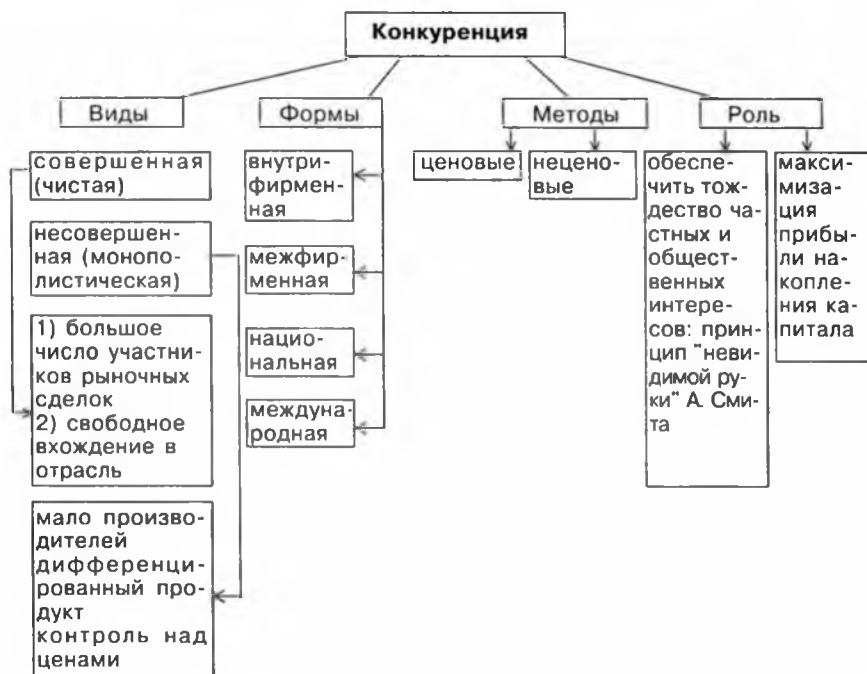 Конкуренция
Виды
совершенная
(чистая)
несовершен-
ная (монопо-
листическая)
1) большое
число участни-
ков рыночных
сделок
2) свободное
вхождение в
отрасль
мало произво-
дителей
дифференци-
рованный про-
дукт
контроль над
ценами
Формы
внутри-
фирмен-
ная
межфир-
менная
нацио-
нальная
междуна-
родная
Методы
ценовые
неценo-
вые
Роль
обеспе-
чить тож-
дество ча-
стных и
общест-
венных
интере-
сов: прин-
цип "неви-
димой ру-
ки" А. Сми-
та
макси-
миза-
ция
прибы-
ли на-
копле-
ния ка-
питала